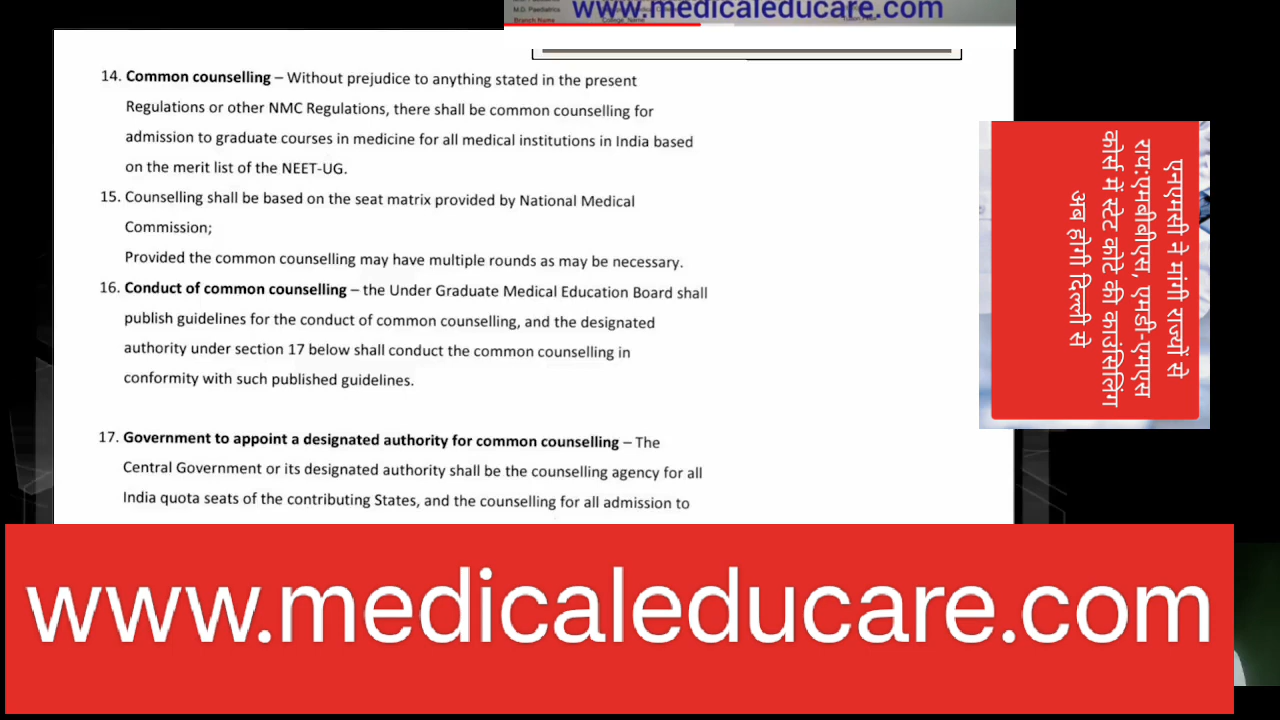 www.medicaleducare.com
M.D. Paediatrics
Branch Name
14. Common counselling – Without prejudice to anything stated in the present
Regulations or other NMC Regulations, there shall be common counselling for
admission to graduate courses in medicine for all medical institutions in India based
on the merit list of the NEET-UG.
15. Counselling shall be based on the seat matrix provided by National Medical
Commission;
Provided the common counselling may have multiple rounds as may be necessary.
16. Conduct of common counselling – the Under Graduate Medical Education Board shall
publish guidelines for the conduct of common counselling, and the designated
authority under section 17 below shall conduct the common counselling in
conformity with such published guidelines.
17. Government to appoint a designated authority for common counselling – The
Central Government or its designated authority shall be the counselling agency for all
India quota seats of the contributing States, and the counselling for all admission to
एनएमसी ने मांगी राज्यों से
राय:एमबीबीएस, एमडी-एमएस
कोर्स में स्टेट कोटे की काउंसिलिंग
अब होगी दिल्ली से
www.medicaleducare.com